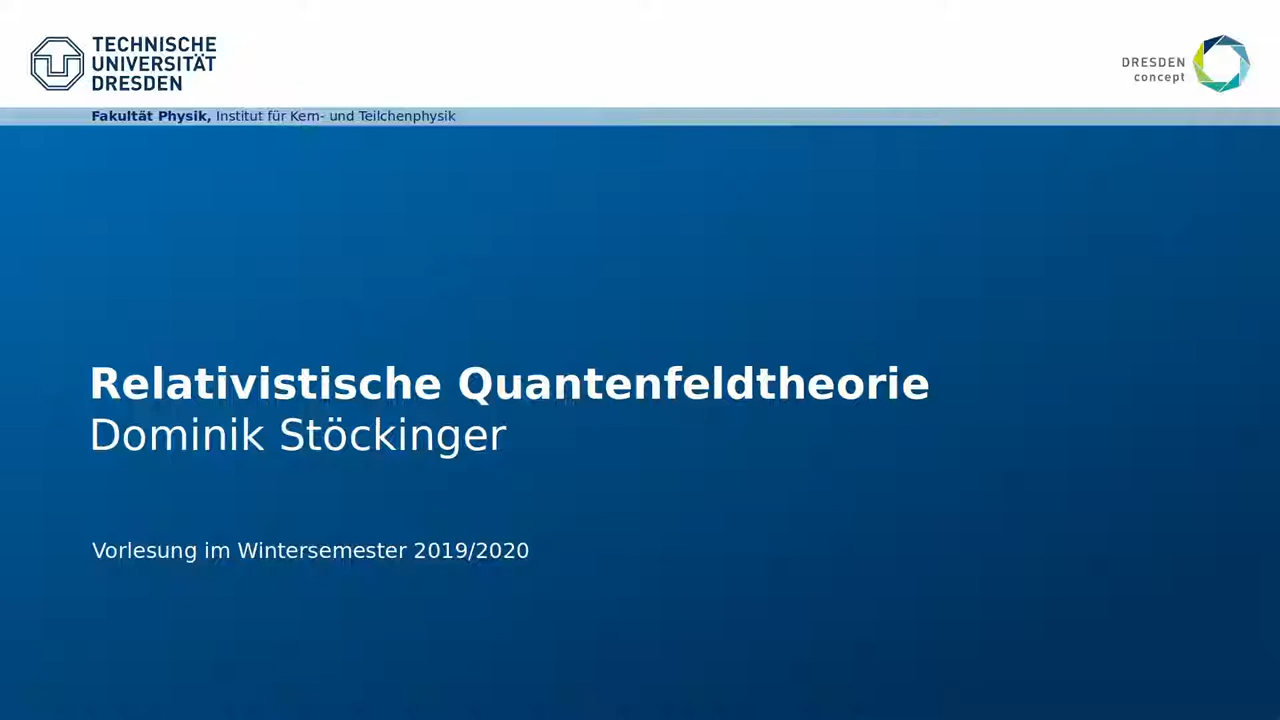 TECHNISCHE
UNIVERSITÄT
DRESDEN
DRESDEN
concept
Fakultät Physik, Institut für Kern- und Teilchenphysik
Relativistische Quantenfeldtheorie
Dominik Stöckinger
Vorlesung im Wintersemester 2019/2020